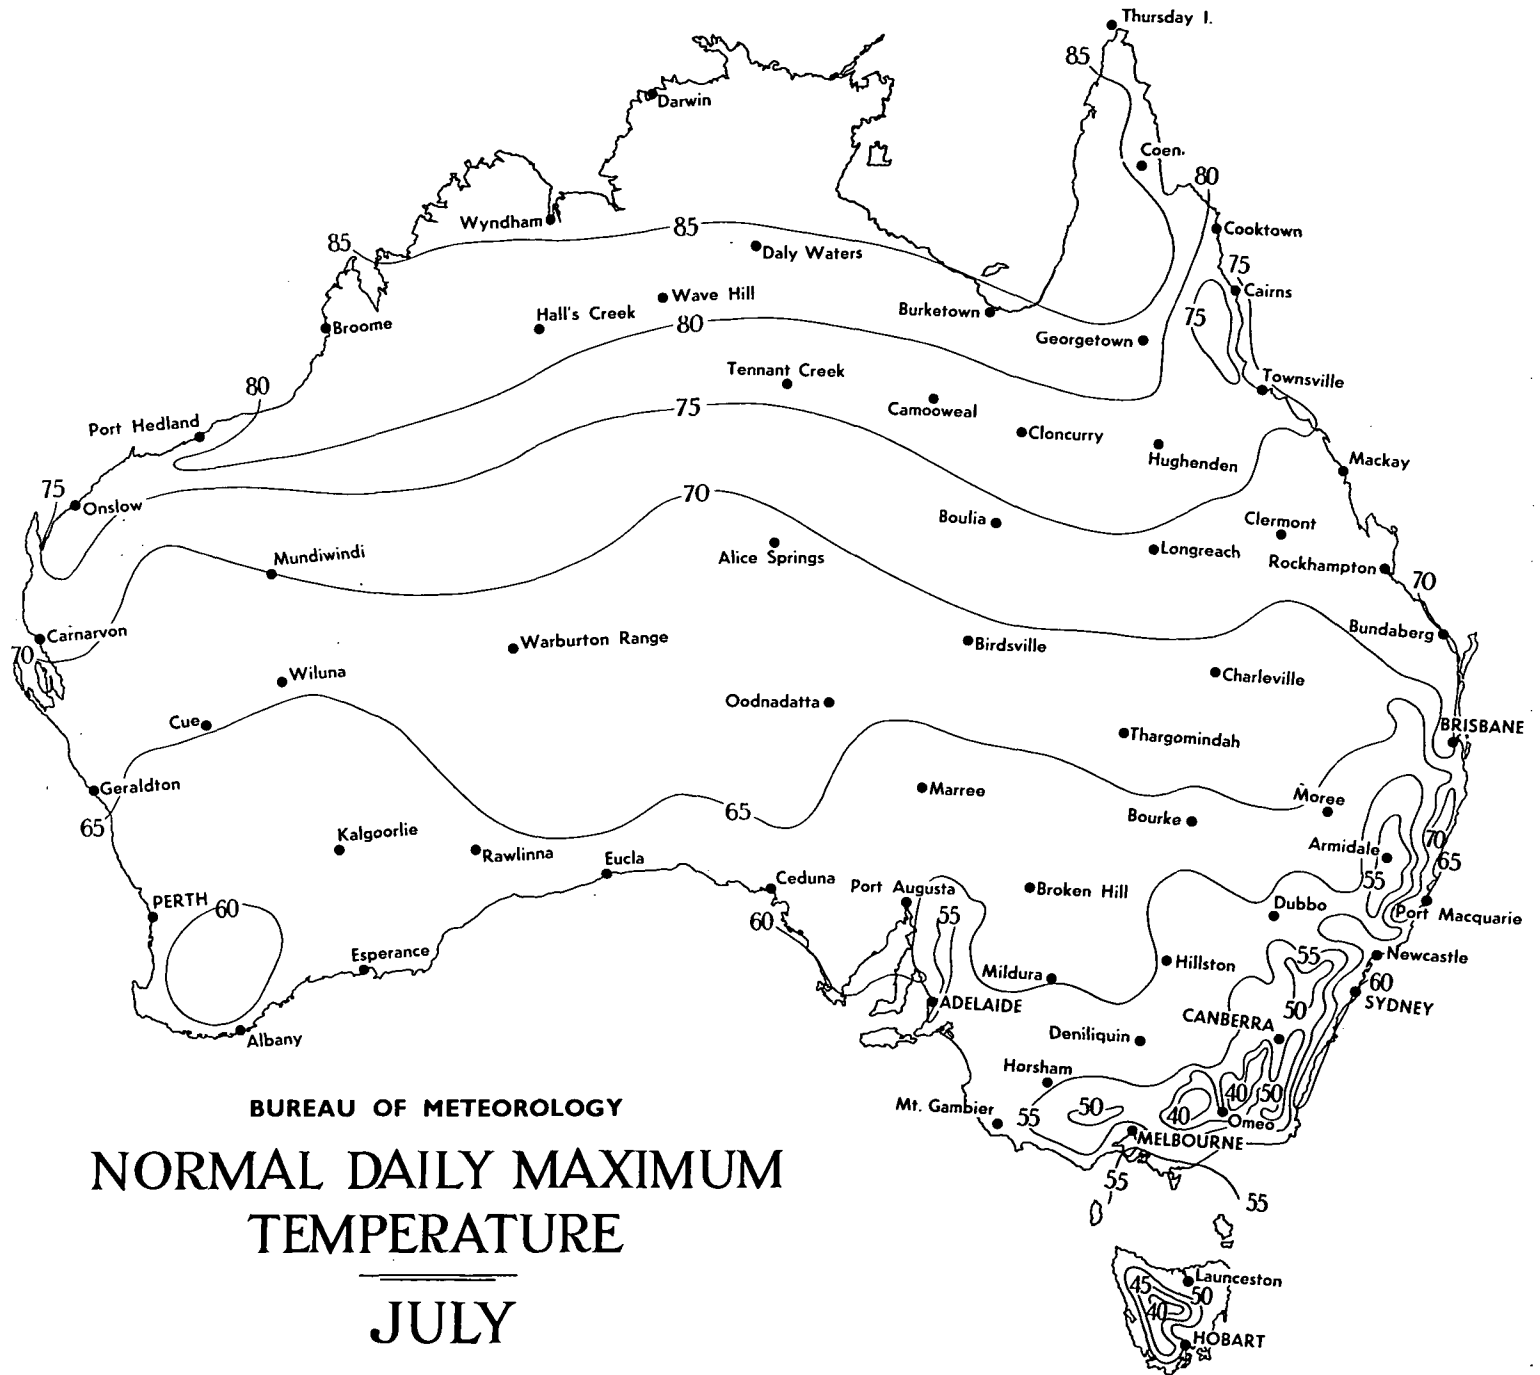 Thursday I.
85
Darwin
Coen.
80
Wyndham
85
85
Cooktown
Daly Waters
75
Cairns
Wave Hill
Hall's Creek
Burketown
75
Broome
80
Georgetown
Tennant Creek
Townsville
80
Camooweal
75
Port Hedland
Cloncurry
Hughenden
Mackay
75
Onslow
70
Boulia
Clermont
Longreach
Mundiwindi
Alice Springs
Rockhampton
70
Carnarvon
Bundaberg
Warburton Range
Birdsville
70
Wiluna
Charleville
Oodnadatta
Cue
BRISBANE
Thargomindah
Geraldton
Marree
Moree
65
65
Bourke
Kalgoorlie
70
Armidale
Rawlinna
Eucla
65
Ceduna
55
Port Augusta
Broken Hill
PERTH
60
Dubbo
Port Macquarie
60
55
Esperance
55
Newcastle
Hillston
Mildura
60
ADELAIDE
50
SYDNEY
CANBERRA
Albany
Deniliquin
Horsham
40
50
BUREAU OF METEOROLOGY
Mt. Gambier
50
40
55
Omeo
MELBOURNE
NORMAL DAILY MAXIMUM
55
55
TEMPERATURE
Launceston
45
50
40
JULY
HOBART